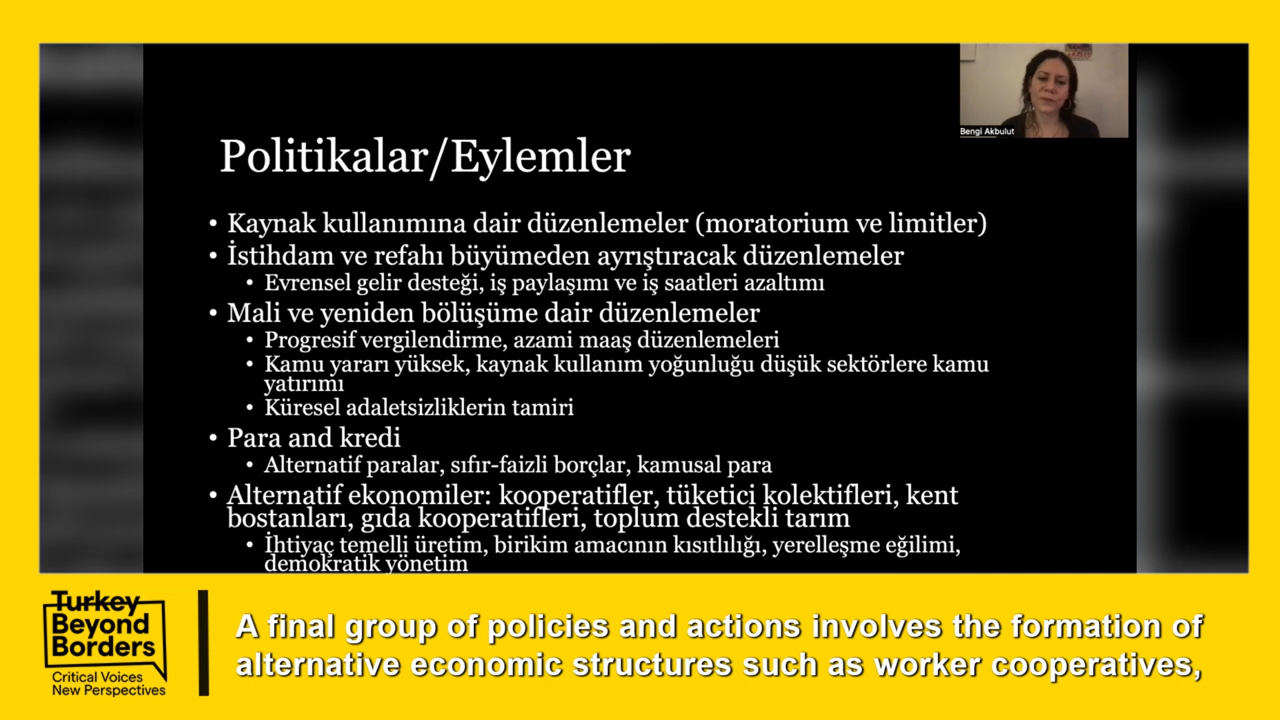 Bengi Akbulut
Politikalar/Eylemler
• Kaynak kullanımına dair düzenlemeler (moratorium ve limitler)
• İstihdam ve refahı büyümeden ayrıştıracak düzenlemeler
• Evrensel gelir desteği, iş paylaşımı ve iş saatleri azaltımı
• Mali ve yeniden bölüşüme dair düzenlemeler
• Progresif vergilendirme, azami maaş düzenlemeleri
• Kamu yararı yüksek, kaynak kullanım yoğunluğu düşük sektörlere kamu
yatırımı
• Küresel adaletsizliklerin tamiri
• Para and kredi
• Alternatif paralar, sıfır-faizli borçlar, kamusal para
• Alternatif ekonomiler: kooperatifler, tüketici kolektifleri, kent
bostanları, gıda kooperatifleri, toplum destekli tarım
• İhtiyaç temelli üretim, birikim amacının kısıtlılığı, yerelleşme eğilimi,
demokratik yönetim
Turkey
Beyond
Borders
Critical Voices
New Perspectives
A final group of policies and actions involves the formation of
alternative economic structures such as worker cooperatives,